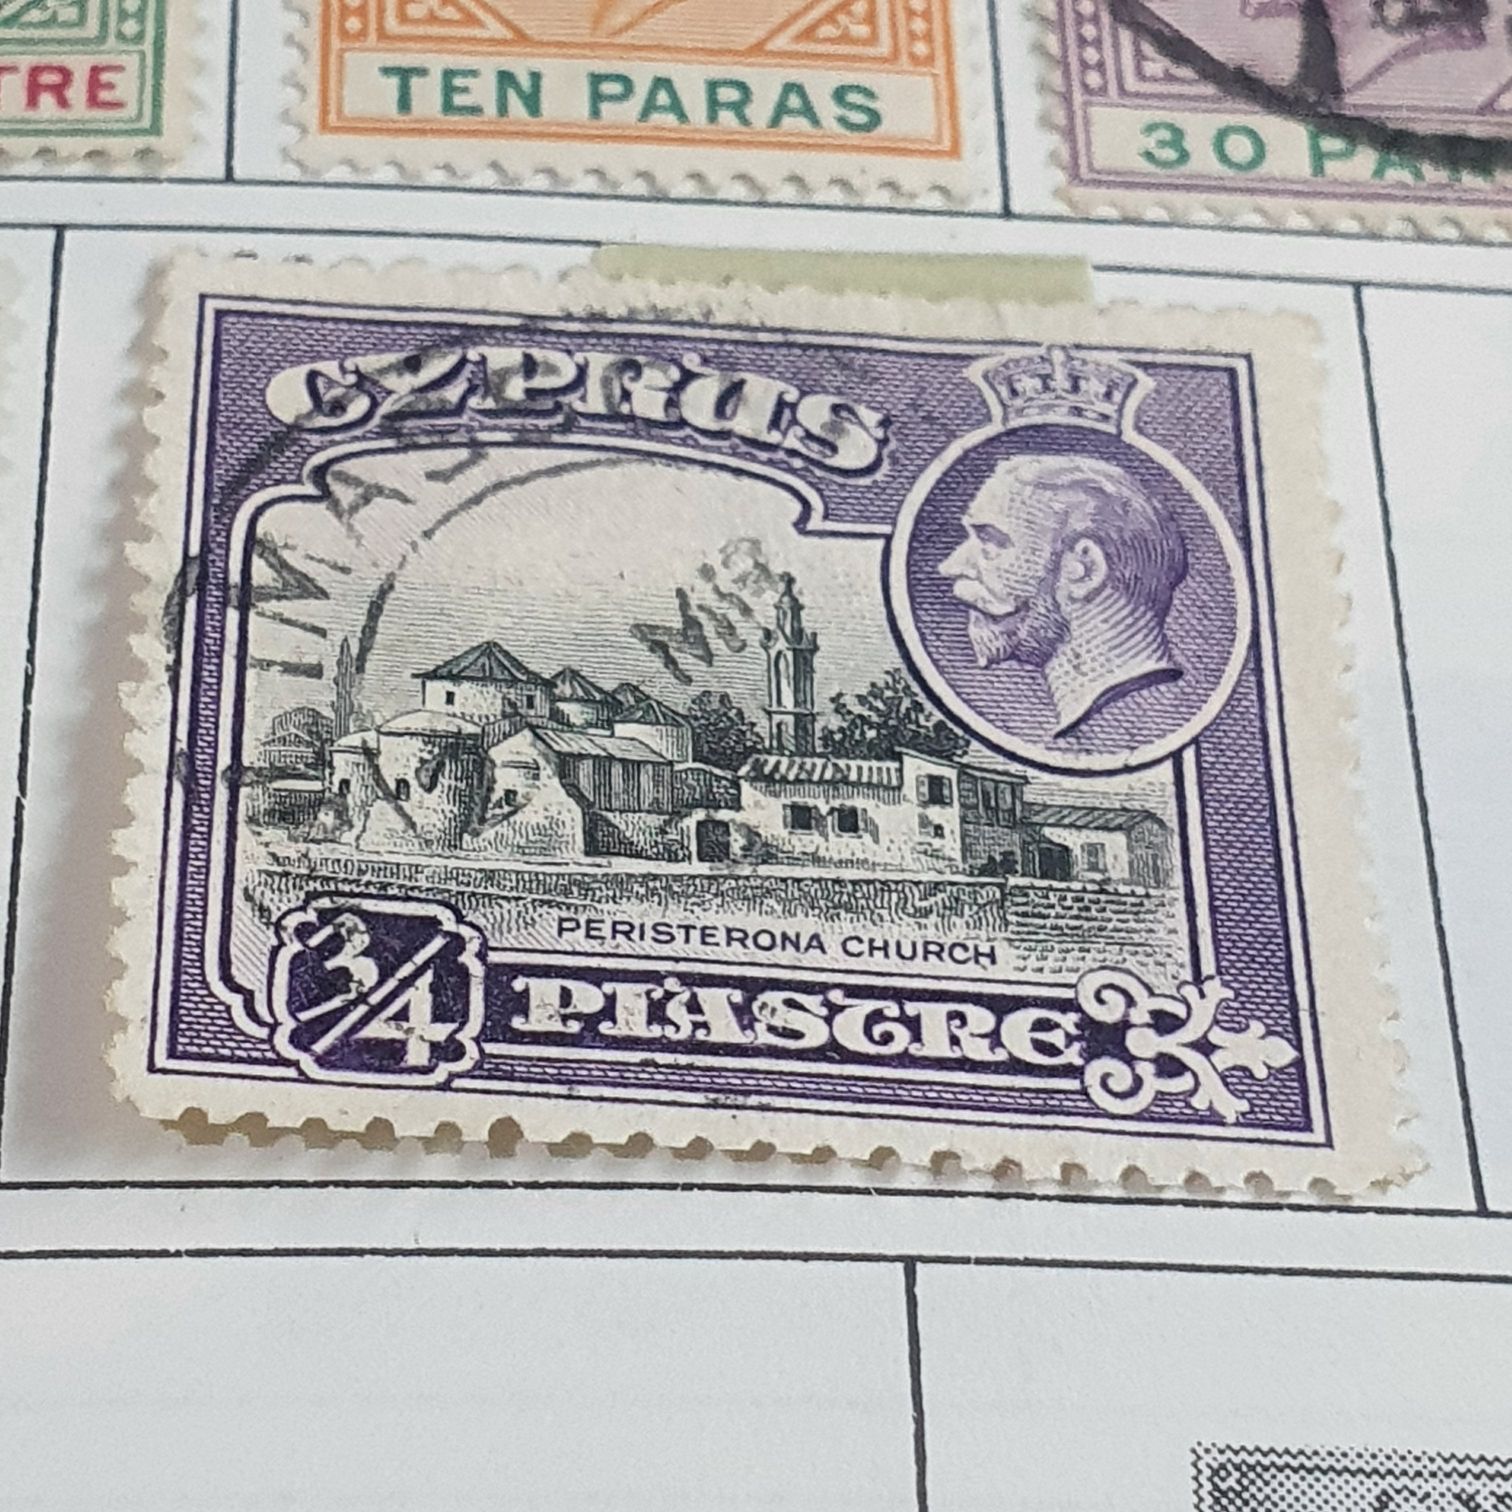 TRE
TEN PARAS
30 PA
CYPRUS
PERISTERONA CHURCH
3/4 PIASTRE